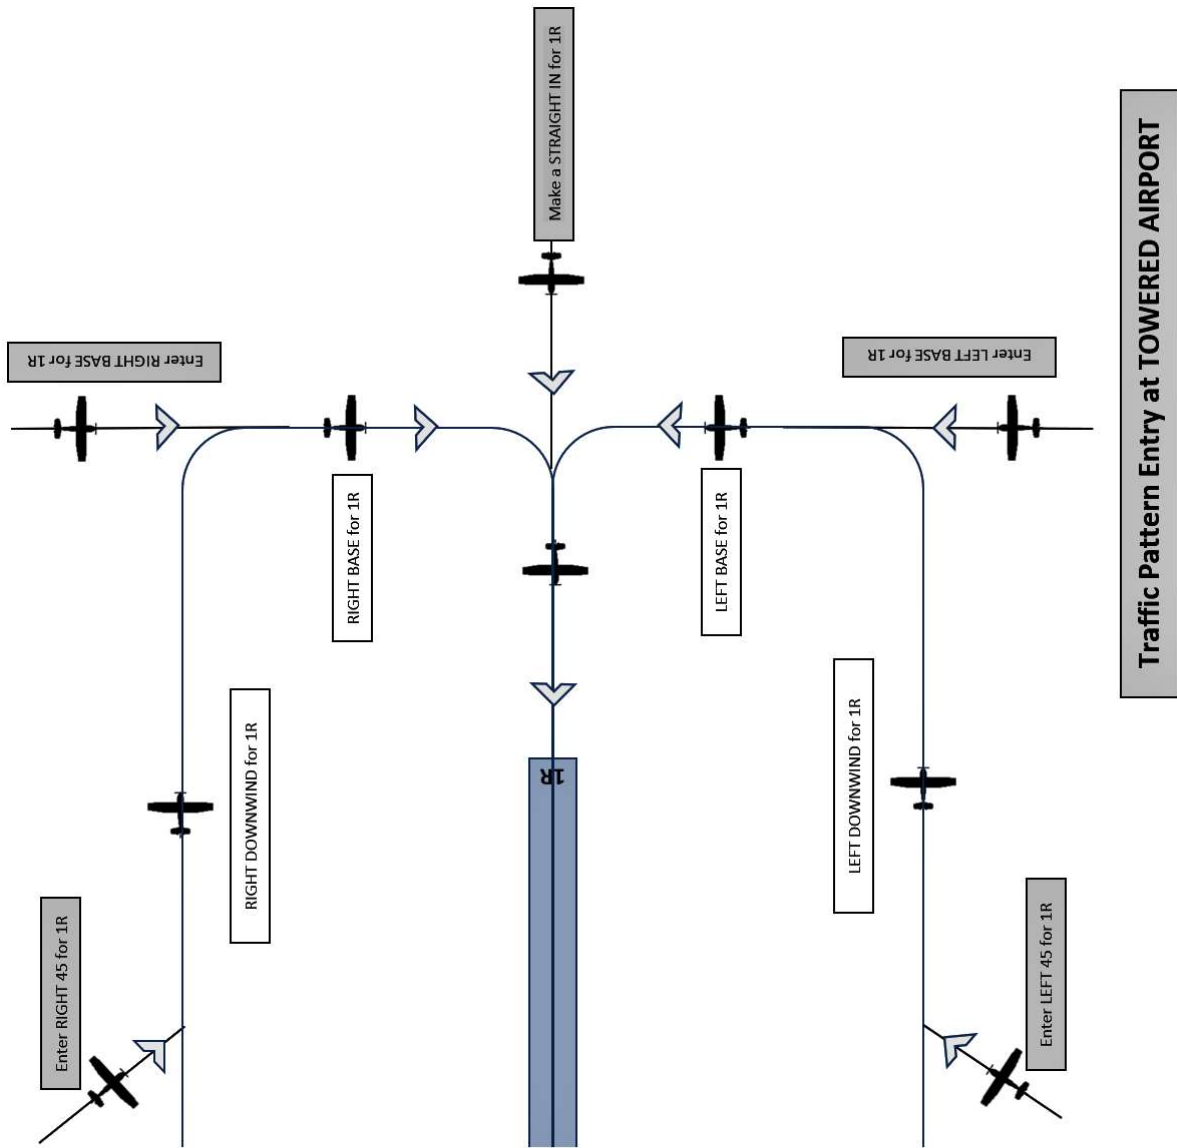 Traffic Pattern Entry at TOWERED AIRPORT
Make a STRAIGHT IN for 1R
Enter RIGHT BASE for 1R
Enter LEFT BASE for 1R
RIGHT BASE for 1R
LEFT BASE for 1R
RIGHT DOWNWIND for 1R
LEFT DOWNWIND for 1R
1R
Enter RIGHT 45 for 1R
Enter LEFT 45 for 1R